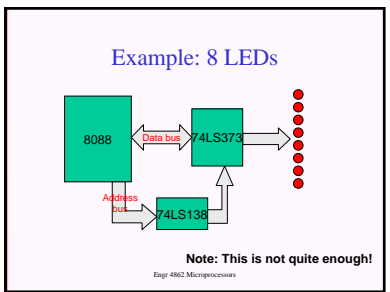 Example: 8 LEDs
8088
Data bus
74LS373
Address
bus
74LS138
Note: This is not quite enough!
Engr 4862 Microprocessors